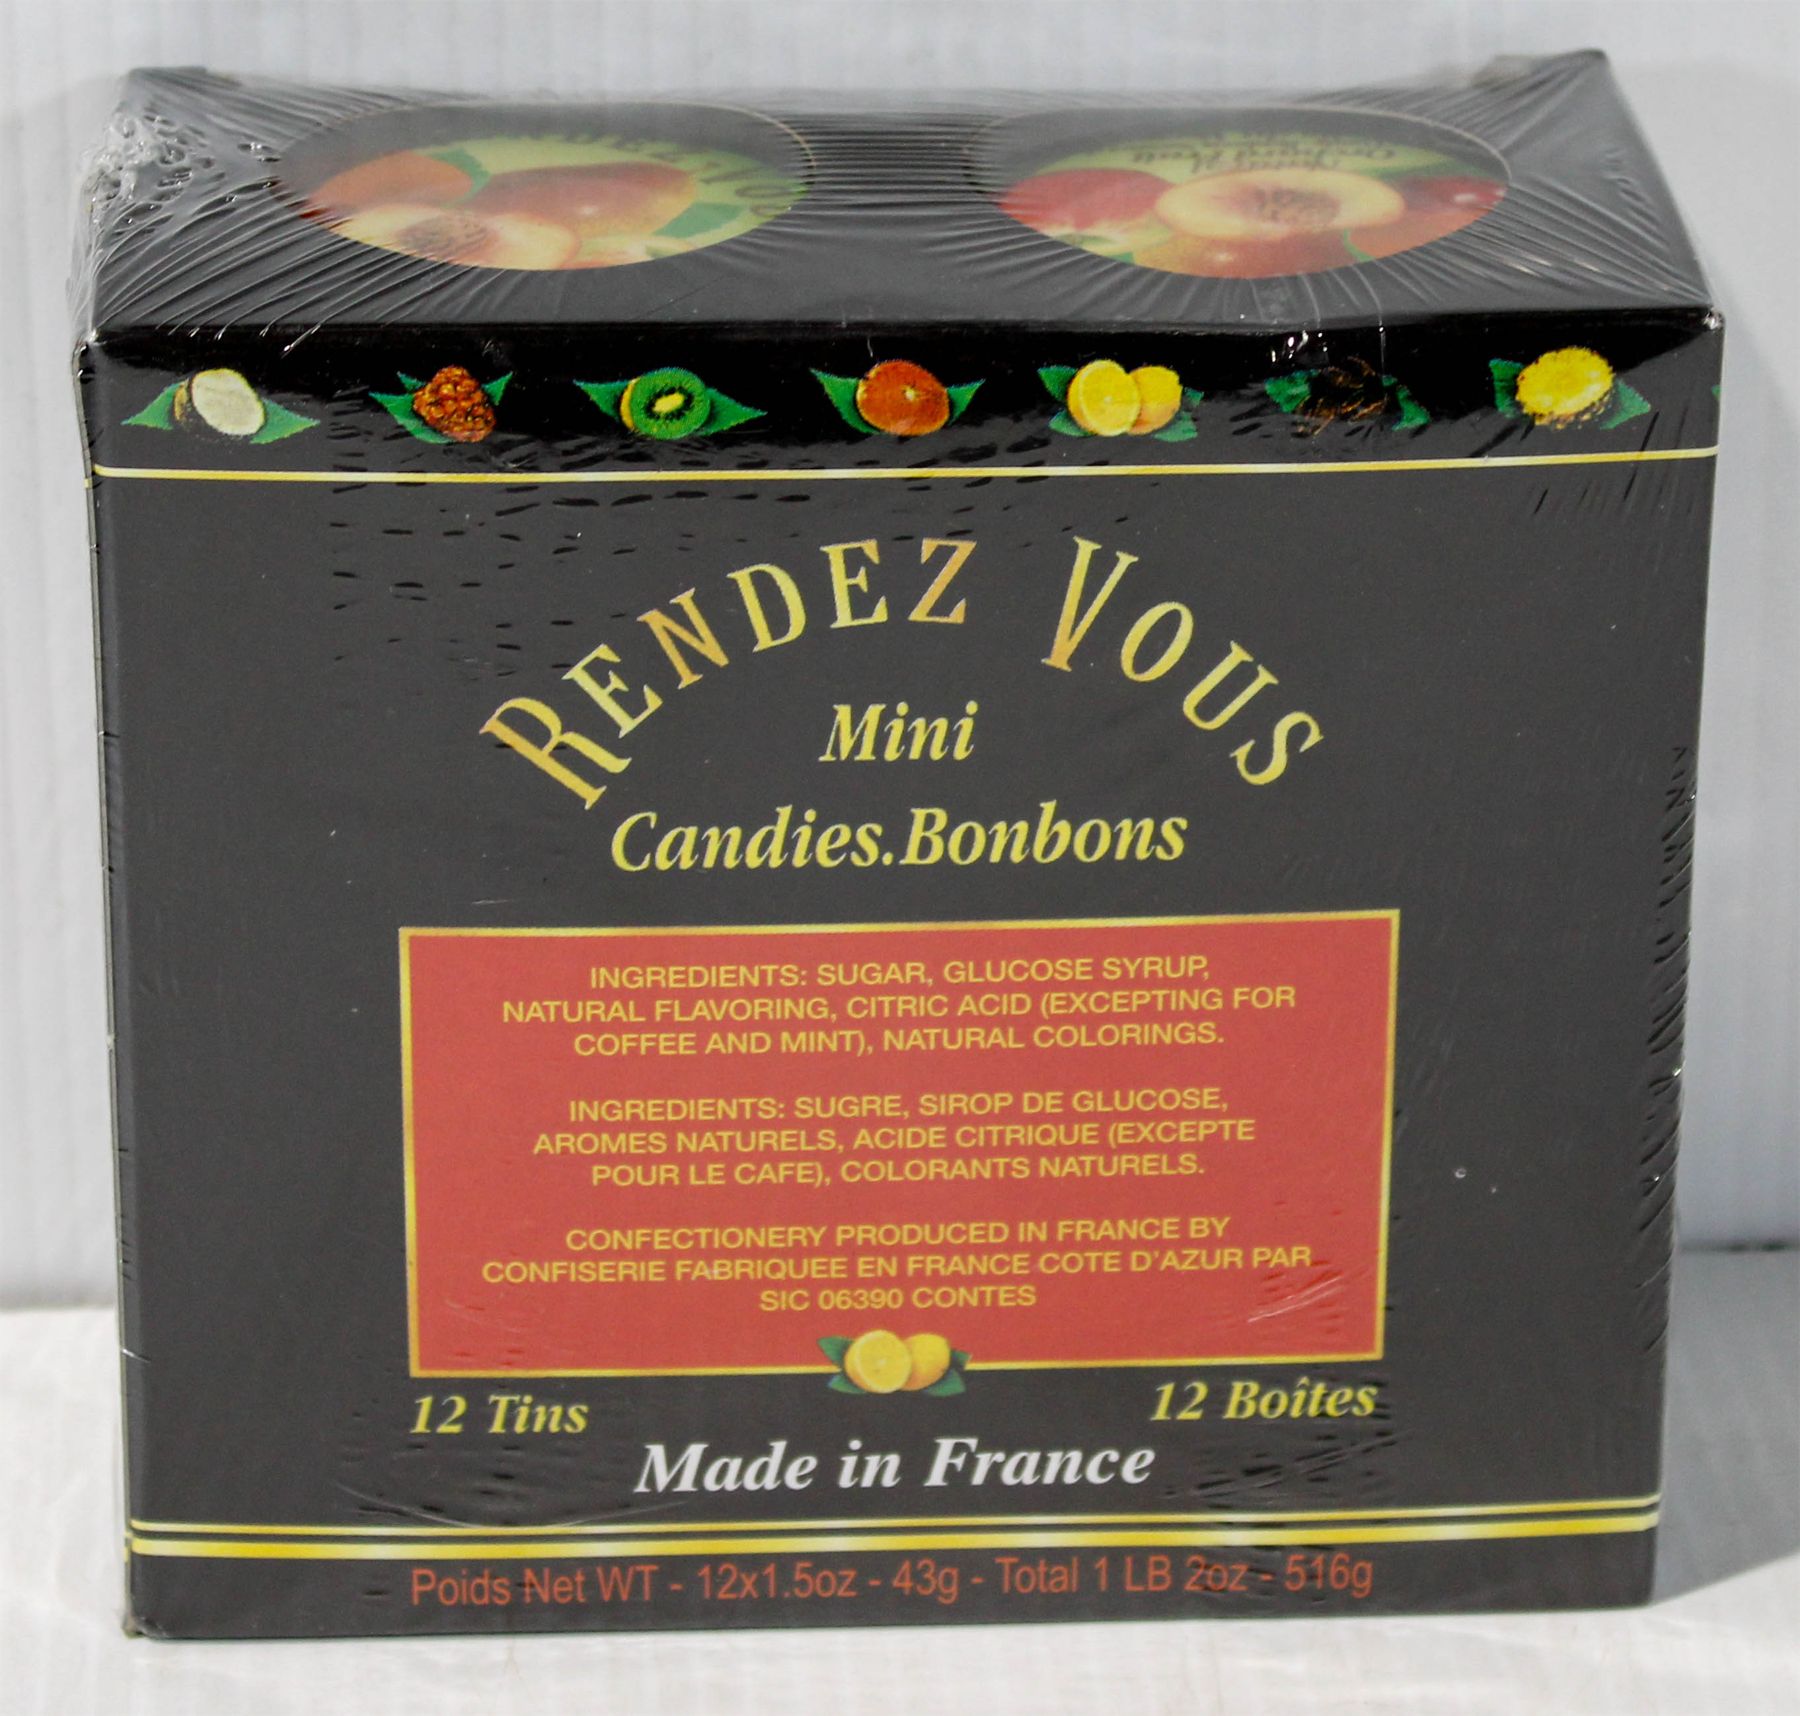 RENDEZ VOUS
Mini
Candies.Bonbons
INGREDIENTS: SUGAR, GLUCOSE SYRUP,
NATURAL FLAVORING, CITRIC ACID (EXCEPTING FOR
COFFEE AND MINT), NATURAL COLORINGS.
INGREDIENTS: SUGRE, SIROP DE GLUCOSE,
AROMES NATURELS, ACIDE CITRIQUE (EXCEPTE
POUR LE CAFE), COLORANTS NATURELS.
CONFECTIONERY PRODUCED IN FRANCE BY
CONFISERIE FABRIQUEE EN FRANCE COTE D'AZUR PAR
SIC 06390 CONTES
12 Tins 12 Boîtes
Made in France
Poids Net WT - 12x1.5oz - 43g - Total 1 LB 2oz - 516g